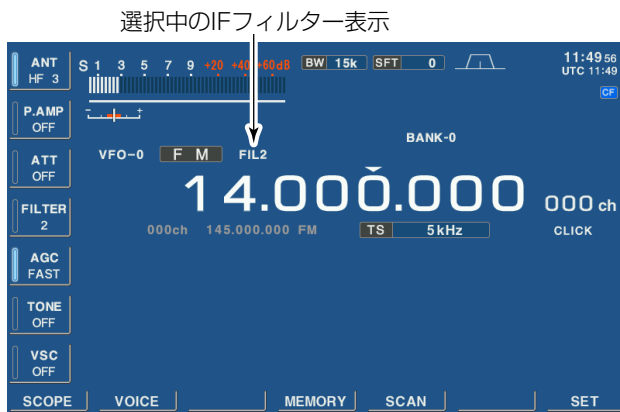 選択中のIFフィルター表示
ANT
HF 3
S 1 3 5 7 9 +20 +40 +60dB
BW 15k SFT 0
11:49 56
UTC 11:49
CF
P.AMP
OFF
BANK-0
VFO-0 FM FIL2
ATT
OFF
14.000.000
000 ch
FILTER
2
000ch 145.000.000 FM
TS 5kHz
CLICK
AGC
FAST
TONE
OFF
VSC
OFF
SCOPE VOICE MEMORY SCAN SET